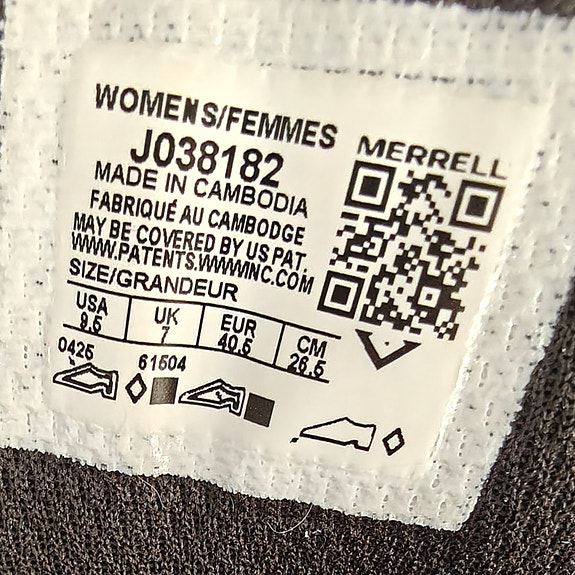 WOMENS/FEMMES
J038182
MADE IN CAMBODIA
FABRIQUÉ AU CAMBODGE
MAY BE COVERED BY US PAT
WWW.PATENTS.WWWINC.COM
SIZE/GRANDEUR
USA UK EUR CM
9.5 7 40.5 26.5
0425 61504
MERRELL